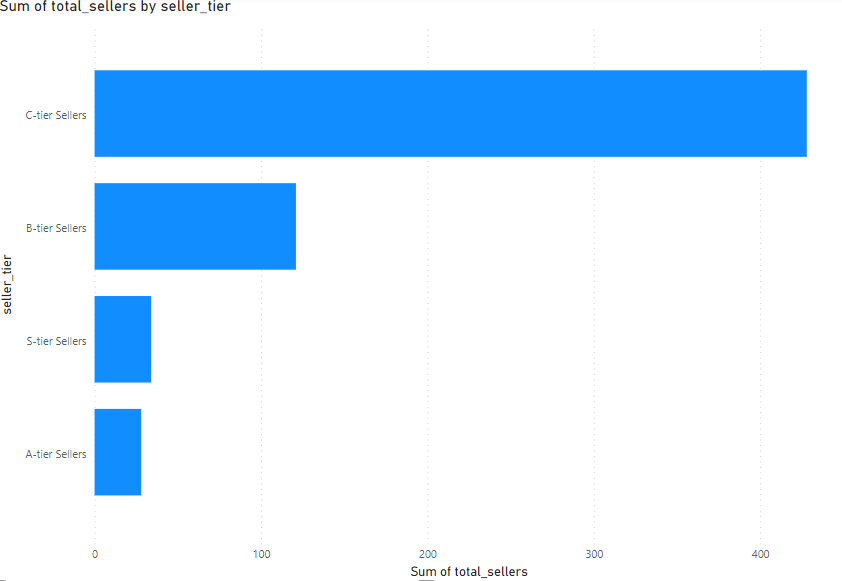 Sum of total_sellers by seller_tier
seller_tier
C-tier Sellers
B-tier Sellers
S-tier Sellers
A-tier Sellers
0 100 200 300 400
Sum of total_sellers